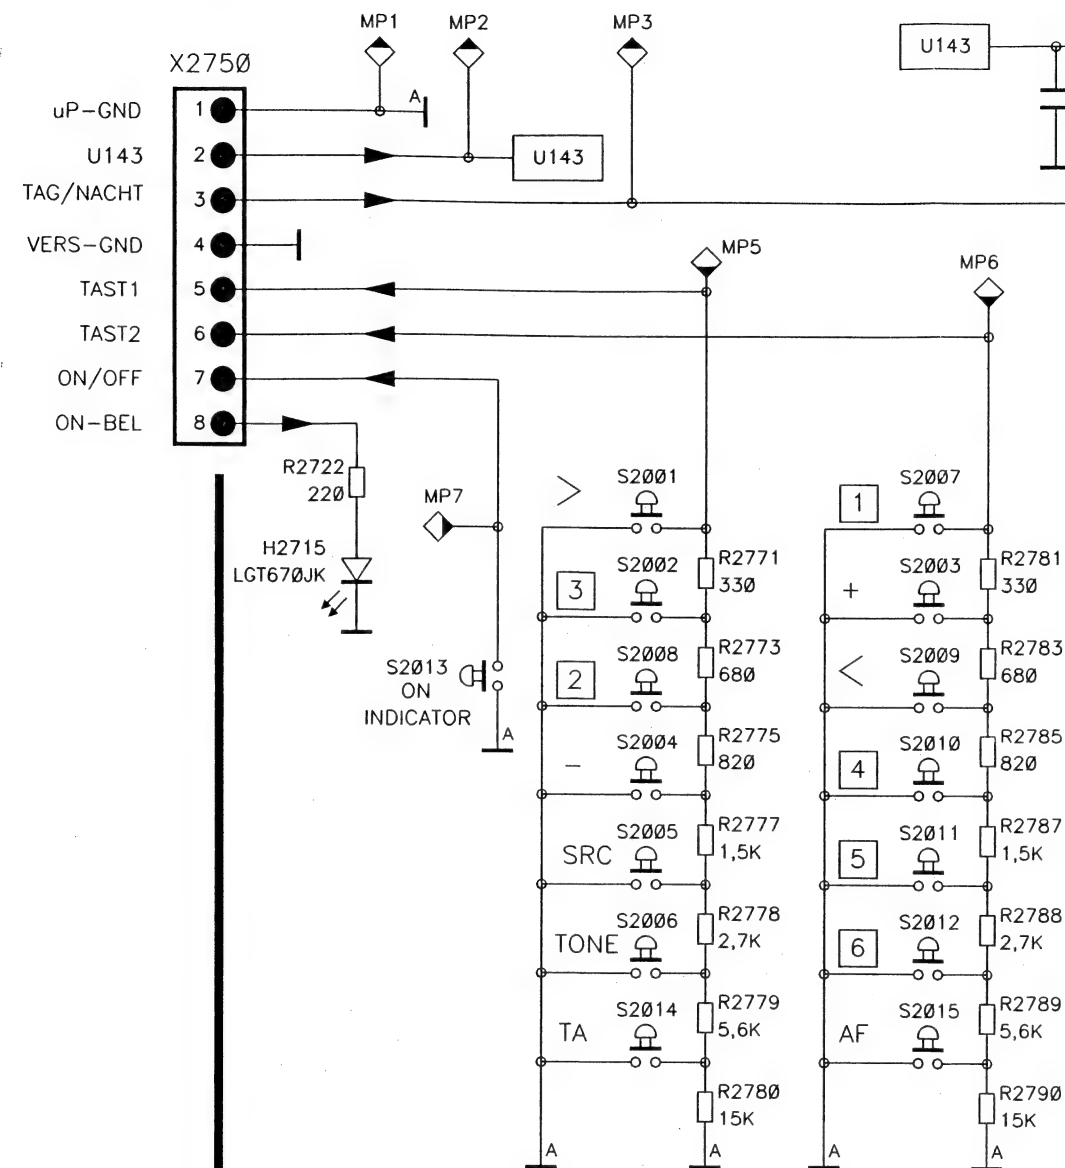 MP1
MP2
MP3
U143
X2750
uP-GND 1
A
U143 2
U143
TAG/NACHT 3
VERS-GND 4
MP5
MP6
TAST1 5
TAST2 6
ON/OFF 7
ON-BEL 8
R2722
220
MP7
H2715
LGT670JK
S2013
ON
INDICATOR
A
>
S2001
R2771
330
3
S2002
R2773
680
2
S2008
R2775
820
-
S2004
R2777
1,5K
SRC
S2005
R2778
2,7K
TONE
S2006
R2779
5,6K
TA
S2014
R2780
15K
A
A
1
S2007
R2781
330
+
S2003
R2783
680
<
S2009
R2785
820
4
S2010
R2787
1,5K
5
S2011
R2788
2,7K
6
S2012
R2789
5,6K
AF
S2015
R2790
15K
A
A